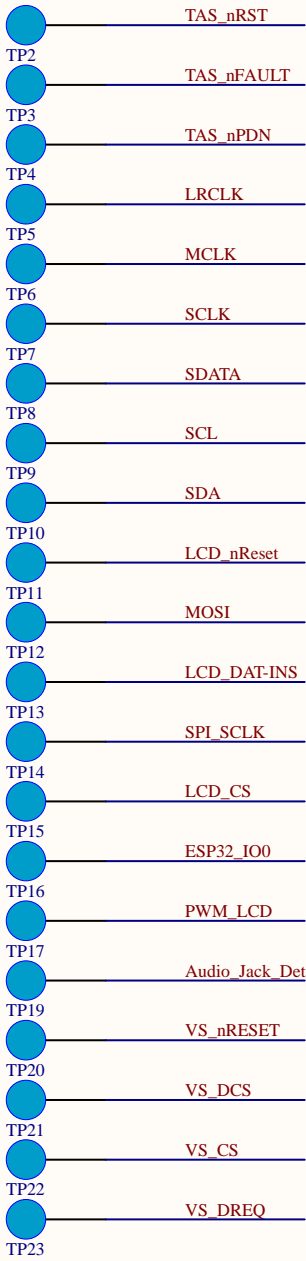 TAS_nRST
TP2
TAS_nFAULT
TP3
TAS_nPDN
TP4
LRCLK
TP5
MCLK
TP6
SCLK
TP7
SDATA
TP8
SCL
TP9
SDA
TP10
LCD_nReset
TP11
MOSI
TP12
LCD_DAT-INS
TP13
SPI_SCLK
TP14
LCD_CS
TP15
ESP32_IO0
TP16
PWM_LCD
TP17
Audio_Jack_Det
TP19
VS_nRESET
TP20
VS_DCS
TP21
VS_CS
TP22
VS_DREQ
TP23